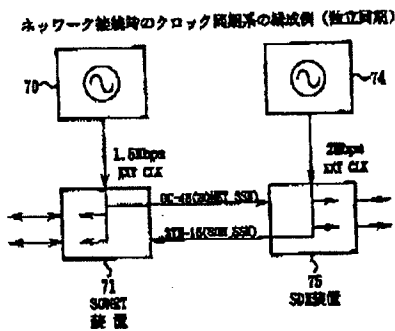 ネットワーク接続時のクロック同期系の構成例(独立同期)
70
74
1.5Mbps
EXT CLK
2Mbps
EXT CLK
OC-48(SONET SSM)
STM-16(SDH SSM)
71
SONET
装 置
75
SDH装置